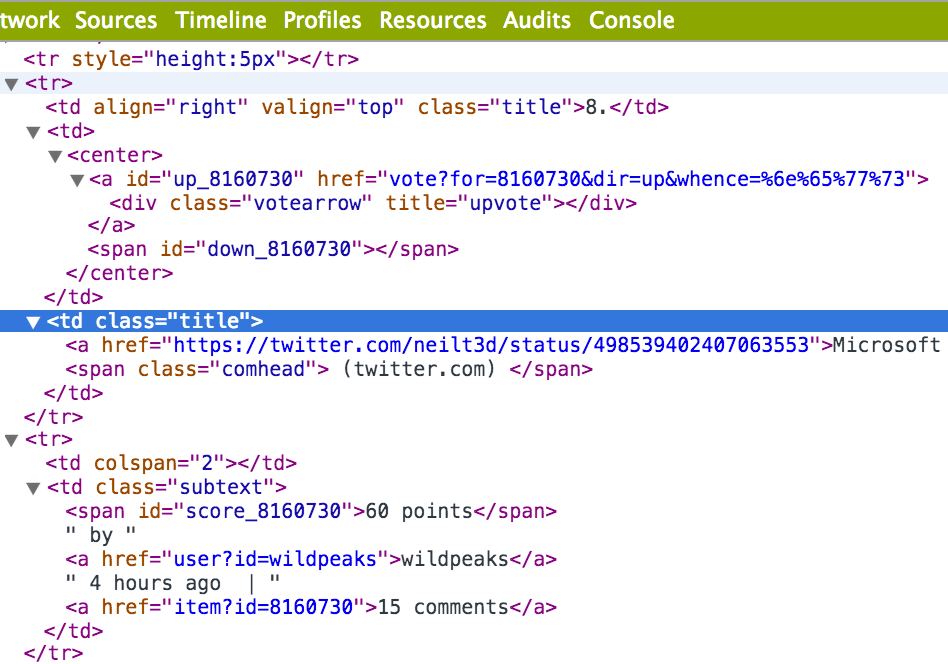 twork Sources Timeline Profiles Resources Audits Console
<tr style="height:5px"></tr>
<tr>
<td align="right" valign="top" class="title">8.</td>
<td>
<center>
<a id="up_8160730" href="vote?for=8160730&dir=up&whence=%6e%65%77%73">
<div class="votearrow" title="upvote"></div>
</a>
<span id="down_8160730"></span>
</center>
</td>
<td class="title">
<a href="https://twitter.com/neilt3d/status/498539402407063553">Microsoft
<span class="comhead"> (twitter.com) </span>
</td>
</tr>
<tr>
<td colspan="2"></td>
<td class="subtext">
<span id="score_8160730">60 points</span>
" by "
<a href="user?id=wildpeaks">wildpeaks</a>
" 4 hours ago  | "
<a href="item?id=8160730">15 comments</a>
</td>
</tr>